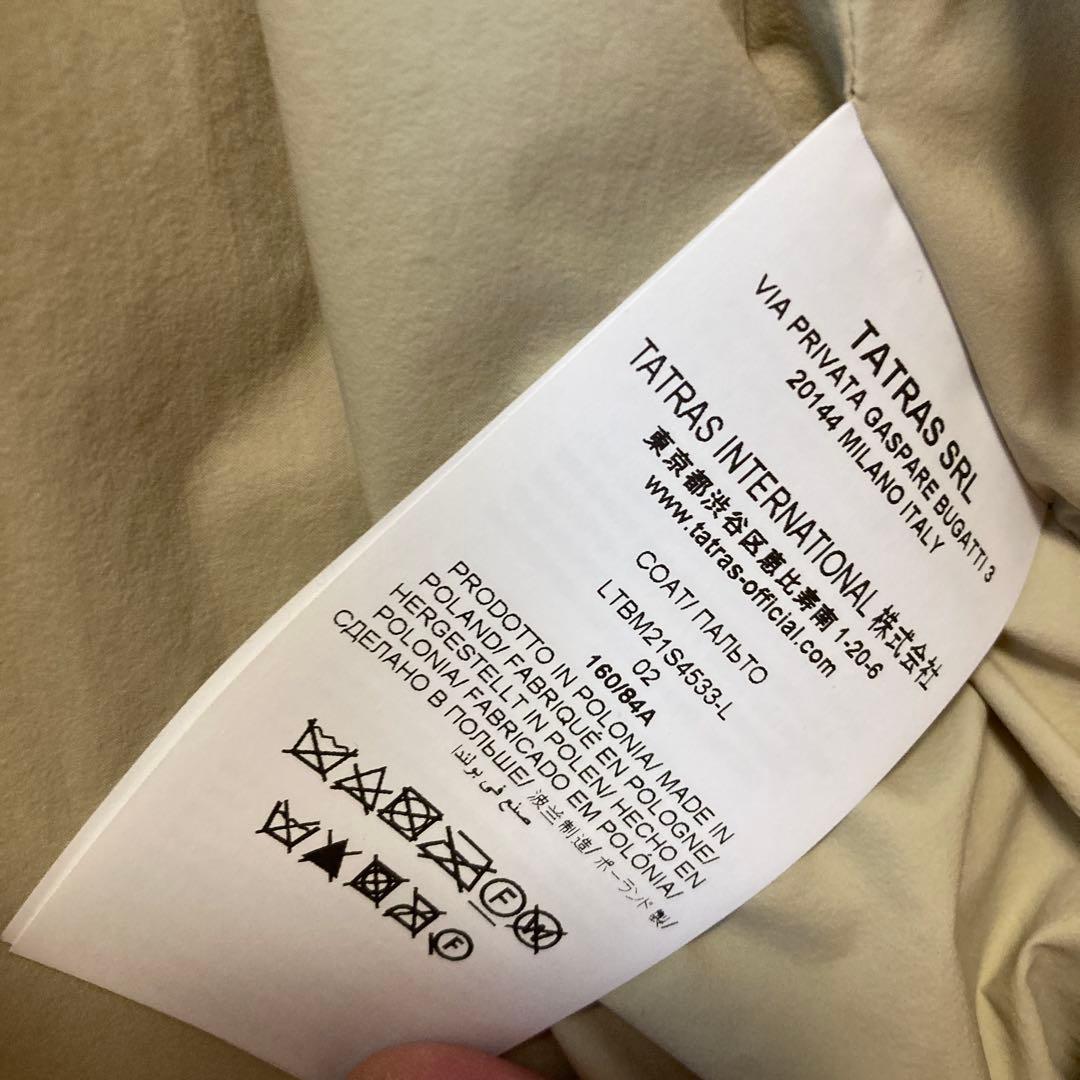 TATRAS SRL
VIA PRIVATA GASPARE BUGATTI 3
20144 MILANO ITALY
TATRAS INTERNATIONAL 株式会社
東京都渋谷区恵比寿南 1-20-6
www.tatras-official.com
COAT/ ПАЛЬТО
LTBM21S4533-L
02
160/84A
PRODOTTO IN POLONIA/ MADE IN
POLAND/ FABRIQUÉ EN POLOGNE/
HERGESTELLT IN POLEN/ HECHO EN
POLONIA/ FABRICADO EM POLÓNIA/
СДЕЛАНО В ПОЛЬШЕ/ 波兰制造/ ポーランド 製/
صنع في بولندا
F W
F